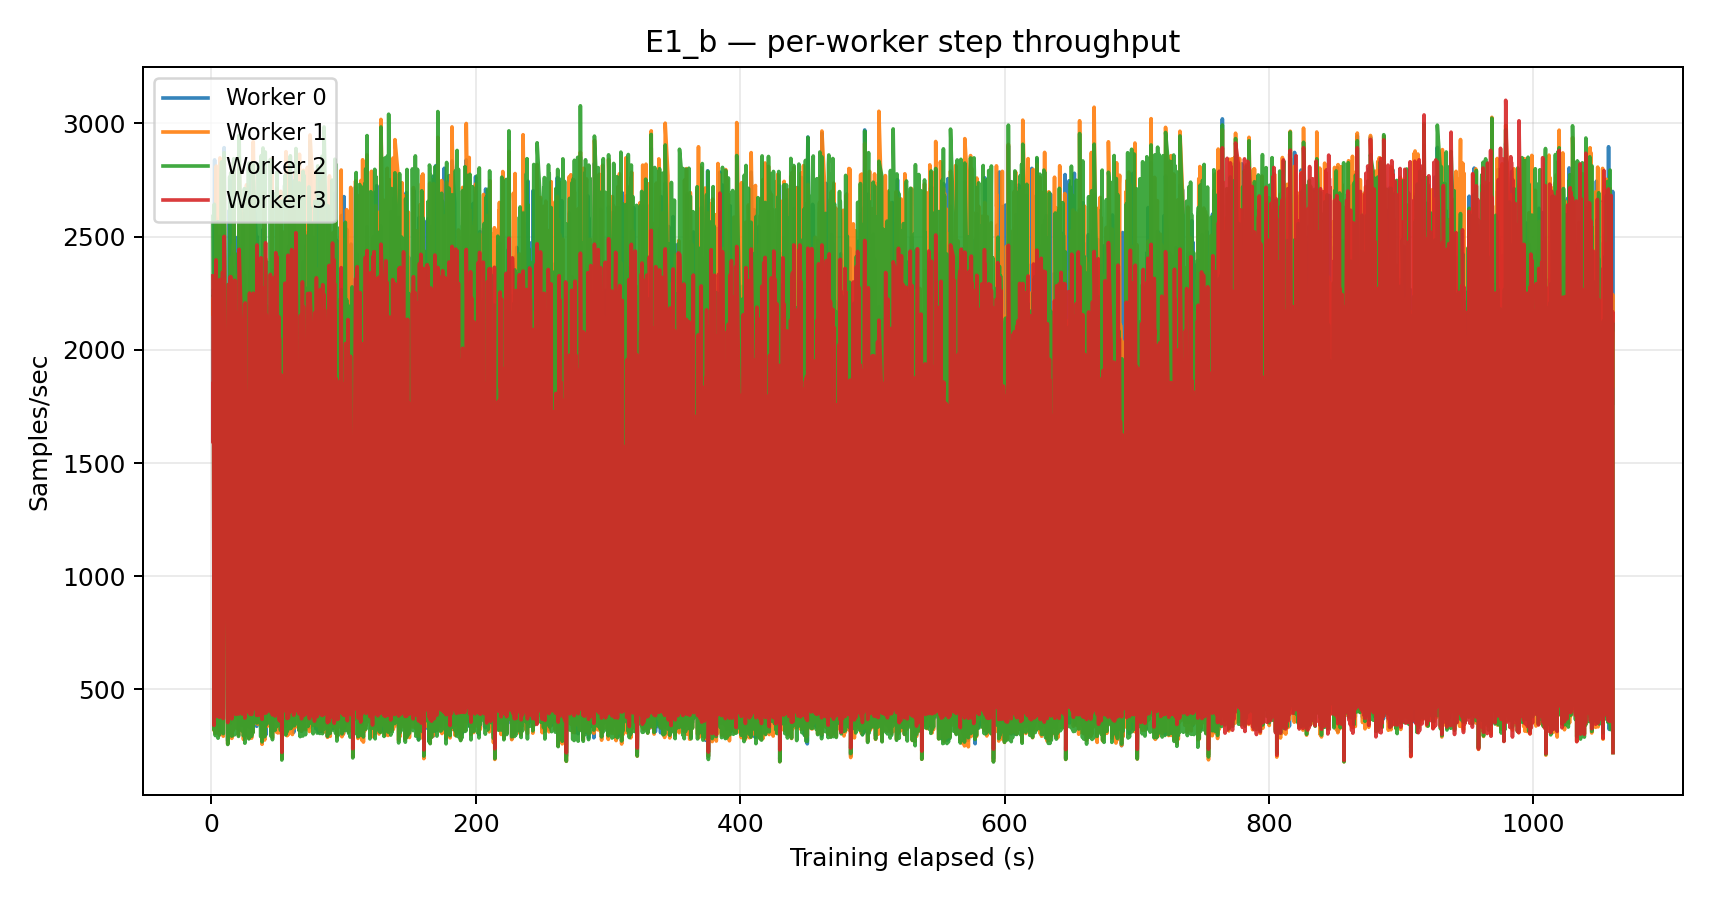 E1_b — per-worker step throughput
Worker 0
Worker 1
Worker 2
Worker 3
3000
2500
2000
1500
1000
500
Samples/sec
0 200 400 600 800 1000
Training elapsed (s)